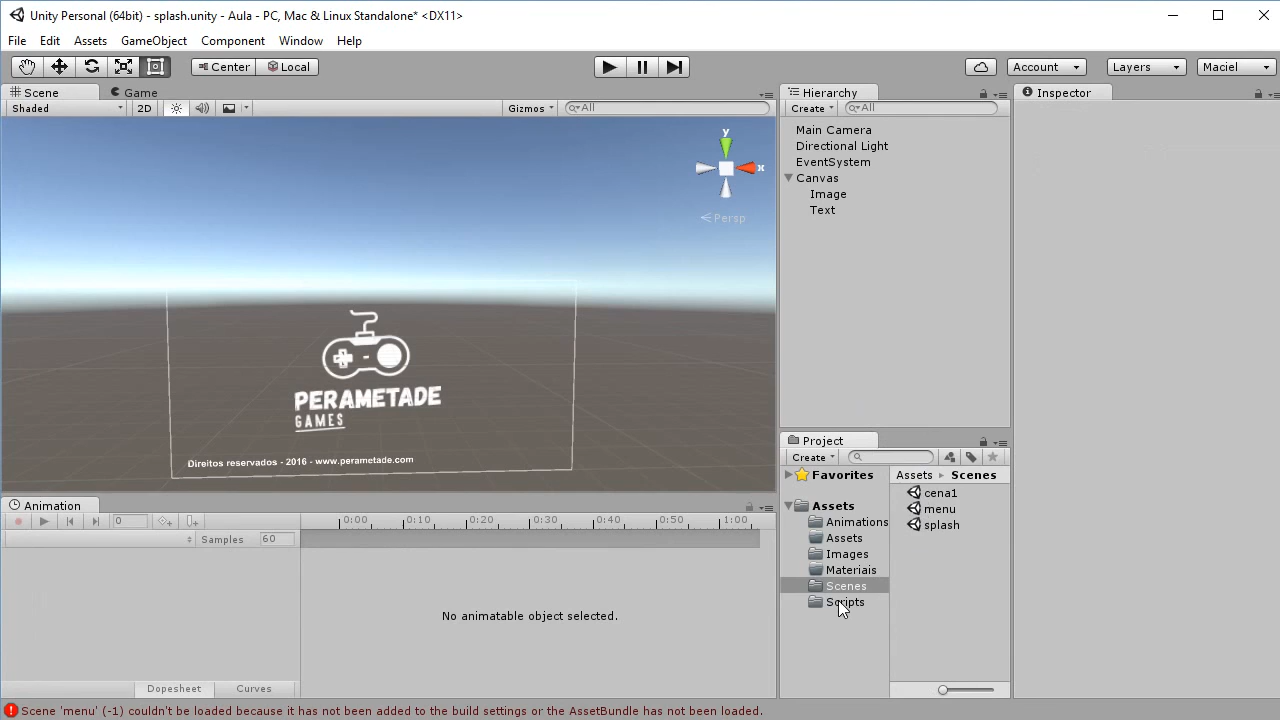 Unity Personal (64bit) - splash.unity - Aula - PC, Mac & Linux Standalone* <DX11>
File Edit Assets GameObject Component Window Help
Center Local Account Layers Maciel
Scene Game
Shaded 2D Gizmos All
y
x
Persp
PERAMETADE
GAMES
Direitos reservados - 2016 - www.perametade.com
Hierarchy
Create All
Main Camera
Directional Light
EventSystem
Canvas
Image
Text
Inspector
Project
Create
Favorites
Assets
Animations
Assets
Images
Materiais
Scenes
Scripts
Assets Scenes
cena1
menu
splash
Animation
0 0:00 0:10 0:20 0:30 0:40 0:50 1:00
Samples 60
No animatable object selected.
Dopesheet Curves
Scene 'menu' (-1) couldn't be loaded because it has not been added to the build settings or the AssetBundle has not been loaded.